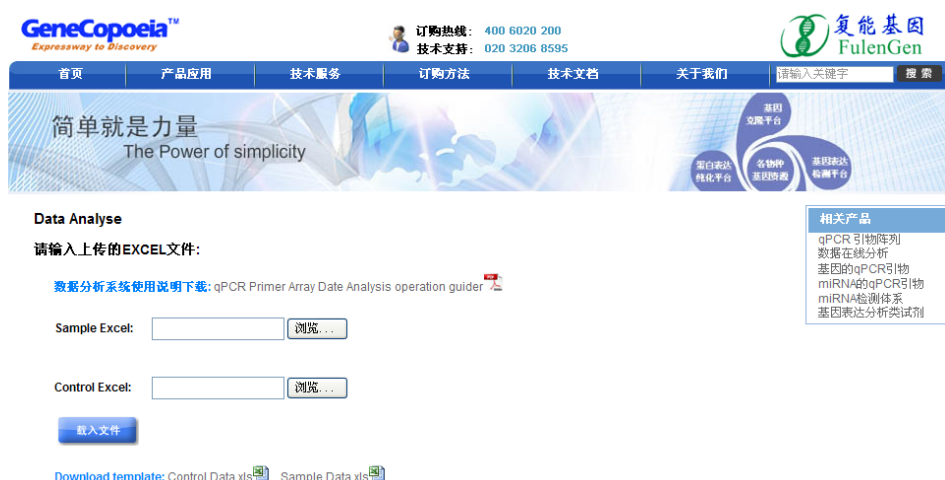 GeneCopoeia™
Expressway to Discovery
订购热线: 400 6020 200
技术支持: 020 3206 8595
复能基因
FulenGen
首页 产品应用 技术服务 订购方法 技术文档 关于我们 请输入关键字 搜索
简单就是力量
The Power of simplicity
基因
克隆平台
蛋白表达
纯化平台
各物种
基因资源
基因表达
检测平台
Data Analyse
请输入上传的EXCEL文件:
数据分析系统使用说明下载: qPCR Primer Array Date Analysis operation guider
Sample Excel: 浏览...
Control Excel: 浏览...
载入文件
Download template: Control Data.xls Sample Data.xls
相关产品
qPCR 引物阵列
数据在线分析
基因的qPCR引物
miRNA的qPCR引物
miRNA检测体系
基因表达分析类试剂